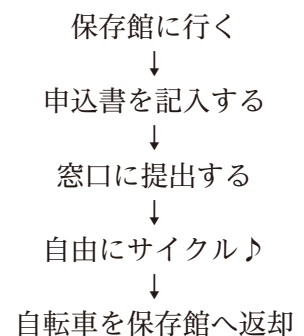 保存館に行く
↓
申込書を記入する
↓
窓口に提出する
↓
自由にサイクル♪
↓
自転車を保存館へ返却